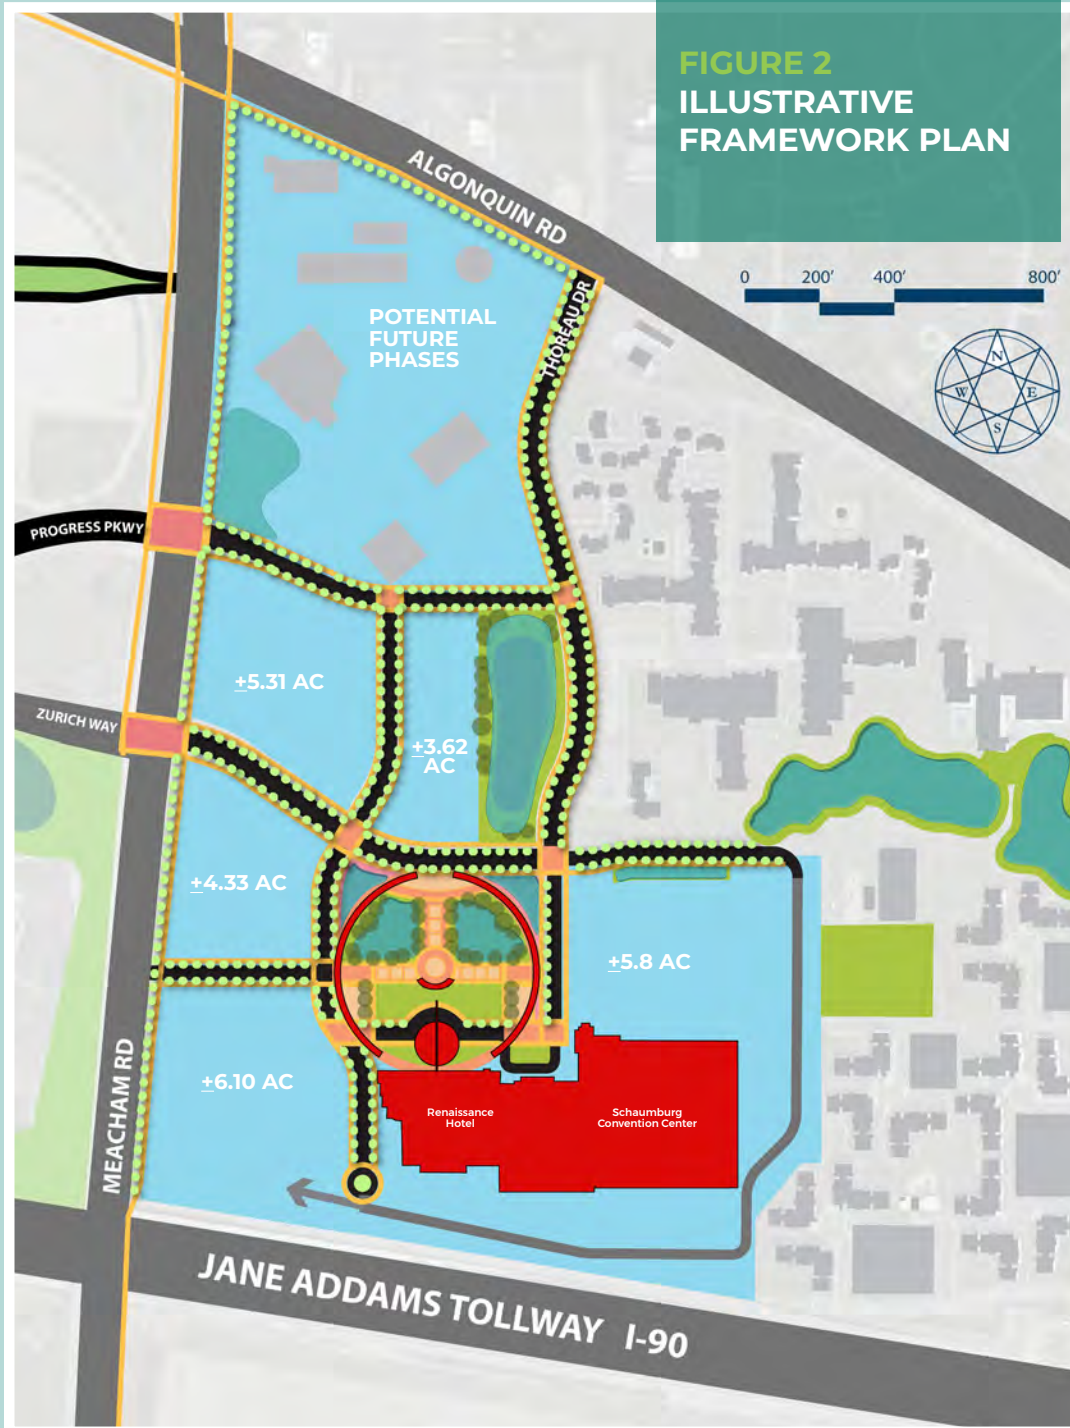 FIGURE 2
ILLUSTRATIVE
FRAMEWORK PLAN
ALGONQUIN RD
0 200' 400' 800'
THOREAU DR
POTENTIAL
FUTURE
PHASES
N
W E
S
PROGRESS PKWY
±5.31 AC
ZURICH WAY
±3.62
AC
±4.33 AC
±5.8 AC
MEACHAM RD
±6.10 AC
Renaissance
Hotel
Schaumburg
Convention Center
JANE ADDAMS TOLLWAY I-90